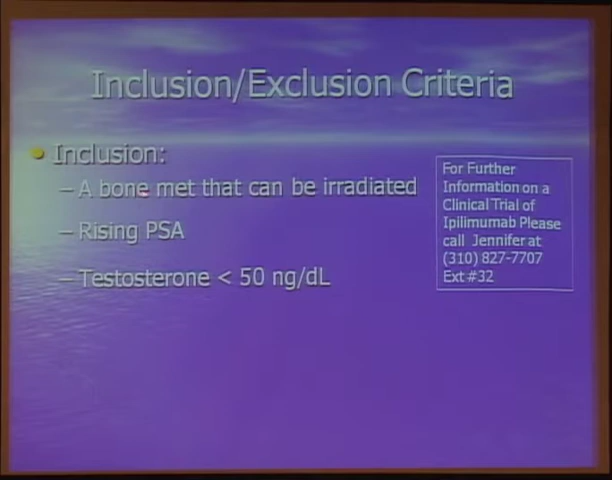 Inclusion/Exclusion Criteria
Inclusion:
– A bone met that can be irradiated
– Rising PSA
– Testosterone < 50 ng/dL
For Further
Information on a
Clinical Trial of
Ipilimumab Please
call Jennifer at
(310) 827-7707
Ext #32